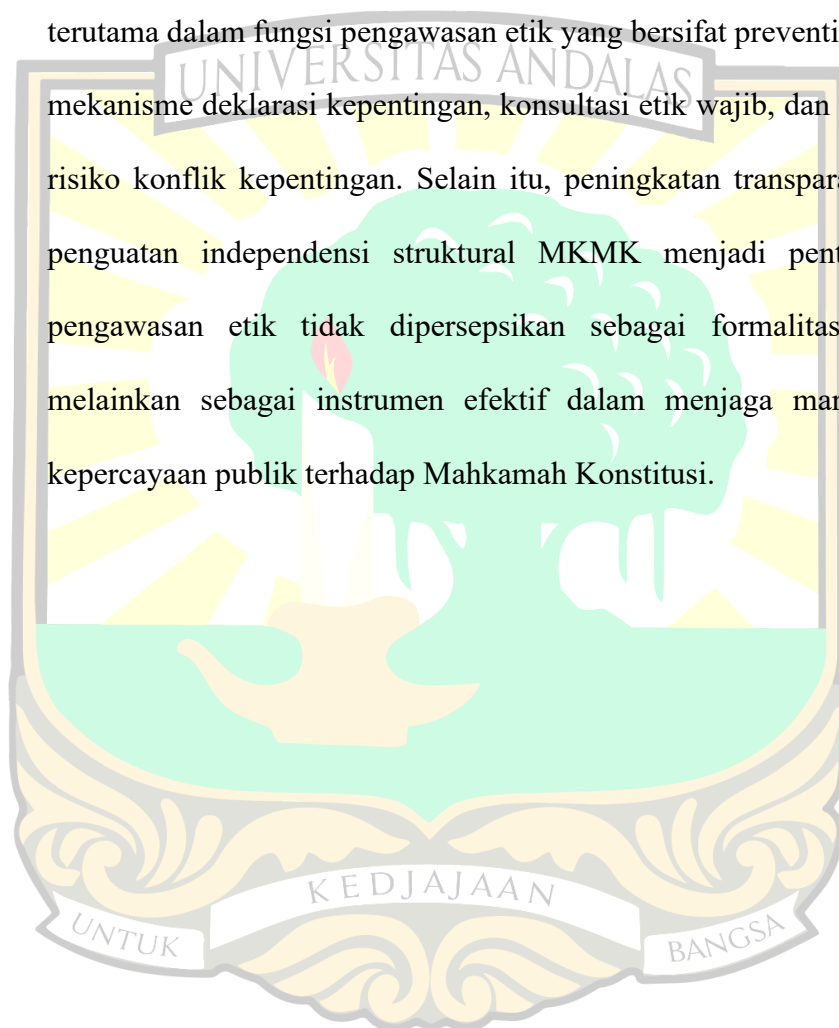 terutama dalam fungsi pengawasan etik yang bersifat preventi
UNIVERSITAS ANDALAS
mekanisme deklarasi kepentingan, konsultasi etik wajib, dan
risiko konflik kepentingan. Selain itu, peningkatan transpara
penguatan independensi struktural MKMK menjadi pent
pengawasan etik tidak dipersepsikan sebagai formalitas
melainkan sebagai instrumen efektif dalam menjaga mar
kepercayaan publik terhadap Mahkamah Konstitusi.
UNTUK KEDJAJAAN BANGSA